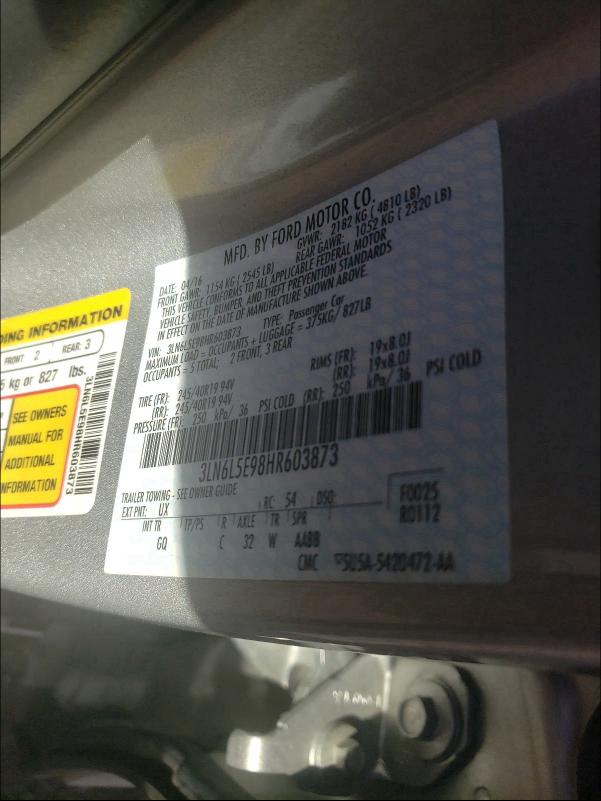 MFD. BY FORD MOTOR CO.
DATE: 04/16 GVWR: 2182 KG ( 4810 LB)
FRONT GAWR: 1154 KG ( 2545 LB) REAR GAWR: 1052 KG ( 2320 LB)
THIS VEHICLE CONFORMS TO ALL APPLICABLE FEDERAL MOTOR
VEHICLE SAFETY, BUMPER, AND THEFT PREVENTION STANDARDS
IN EFFECT ON THE DATE OF MANUFACTURE SHOWN ABOVE.
VIN: 3LN6L5E98HR603873 TYPE: Passenger Car
MAXIMUM LOAD = OCCUPANTS + LUGGAGE = 375KG/ 827LB
OCCUPANTS = 5 TOTAL; 2 FRONT, 3 REAR
TIRE (FR): 245/40R19 94V RIMS (FR): 19x8.0J
(RR): 245/40R19 94V (RR): 19x8.0J
PRESSURE (FR): 250 kPa/ 36 PSI COLD (RR): 250 kPa/ 36 PSI COLD
3LN6L5E98HR603873
TRAILER TOWING - SEE OWNER GUIDE
EXT PNT: UX RC: 54 DSO: F0025
INT TR TP/PS R AXLE TR SPR R0112
GQ C 32 W AABB
CMC 5U5A-5420472-AA
DING INFORMATION
FRONT 2 REAR: 3
5 kg or 827 lbs.
SEE OWNERS
MANUAL FOR
ADDITIONAL
INFORMATION
3LN6L5E98HR603873